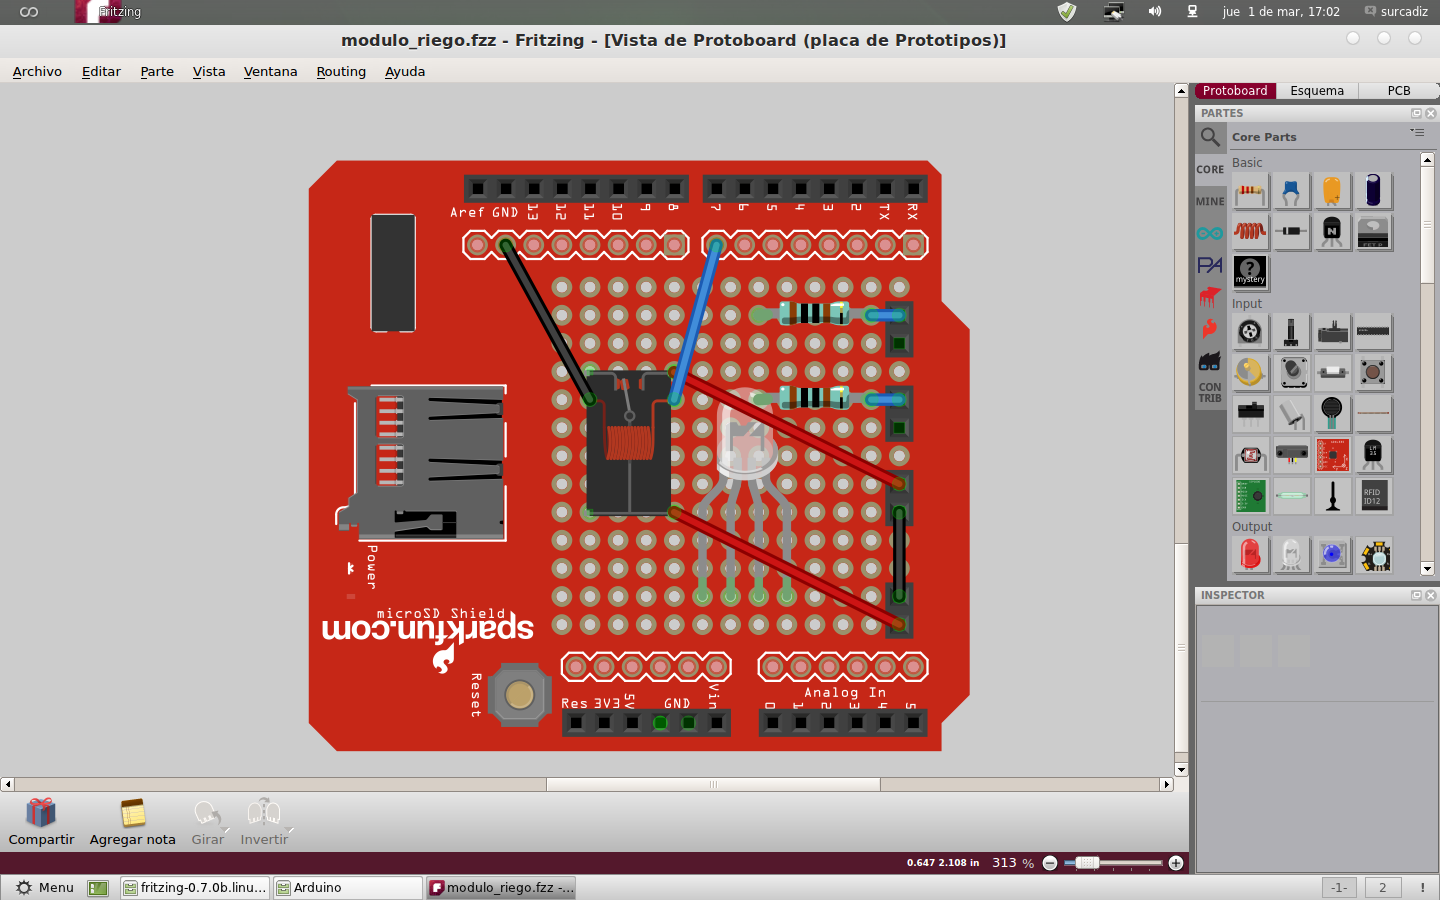 Fritzing
jue 1 de mar, 17:02
surcadiz
modulo_riego.fzz - Fritzing - [Vista de Protoboard (placa de Prototipos)]
Archivo Editar Parte Vista Ventana Routing Ayuda
Protoboard Esquema PCB
PARTES
Core Parts
CORE
MINE
PA
CON
TRIB
Basic
N
FET
?
mystery
Input
LM
35
RFID
ID12
Output
Aref GND 13 12 11 10 9 8 7 6 5 4 3 2 TX RX
Power
microSD Shield
sparkfun.com
Reset
Res 3V3 5V GND Vin
Analog In
0 1 2 3 4 5
INSPECTOR
Compartir Agregar nota Girar Invertir
0.647 2.108 in 313 %
Menu
fritzing-0.7.0b.linu...
Arduino
modulo_riego.fzz -...
-1- 2 !